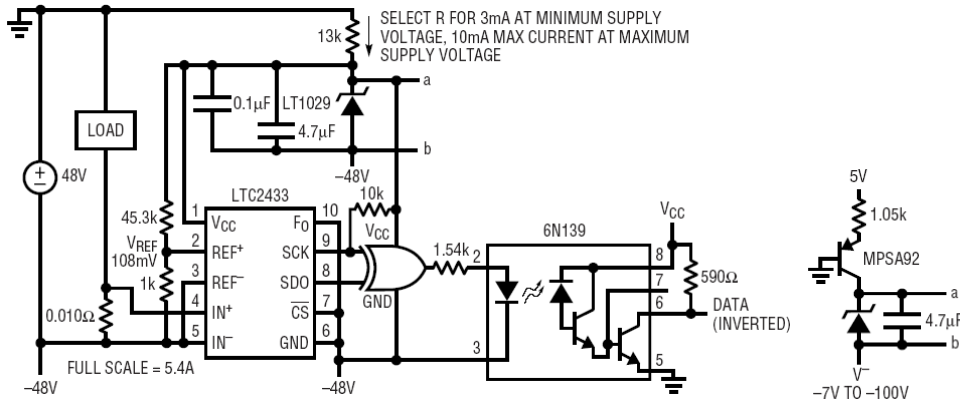 SELECT R FOR 3mA AT MINIMUM SUPPLY
VOLTAGE, 10mA MAX CURRENT AT MAXIMUM
SUPPLY VOLTAGE
13k
a
0.1µF
LT1029
4.7µF
b
–48V
LOAD
+
–
48V
LTC2433
10k
45.3k
VREF
108mV
1k
0.010Ω
1
2
3
4
5
VCC
REF+
REF–
IN+
IN–
FO
SCK
SDO
CS
GND
10
9
8
7
6
VCC
GND
1.54k
2
3
6N139
VCC
8
7
6
5
590Ω
DATA
(INVERTED)
–48V
FULL SCALE = 5.4A
–48V
5V
1.05k
MPSA92
a
4.7µF
b
V–
–7V TO –100V